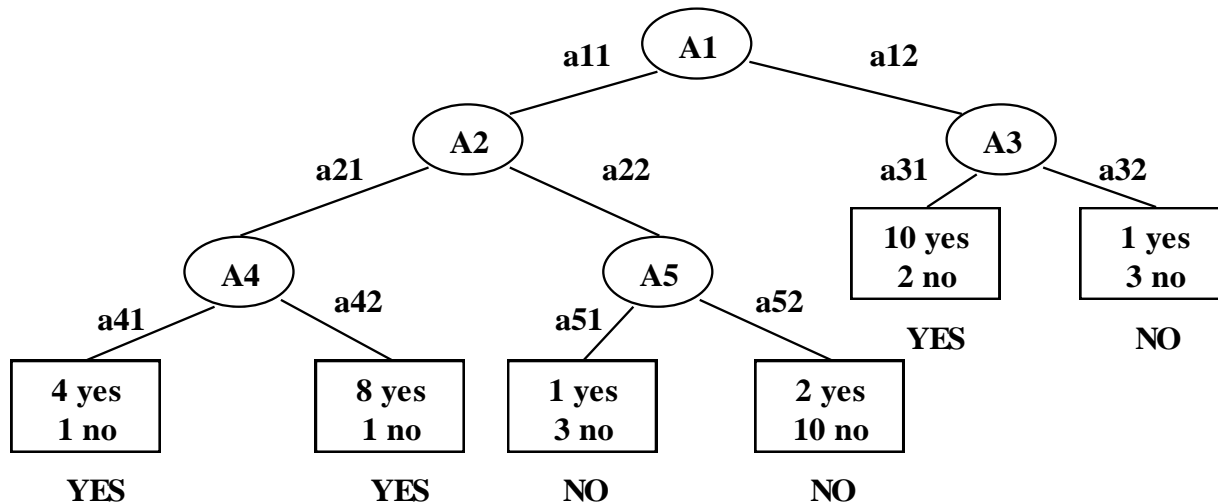 A1
a11
a12
A2
A3
a21
a22
a31
a32
10 yes
2 no
1 yes
3 no
A4
A5
YES
NO
a41
a42
a51
a52
4 yes
1 no
8 yes
1 no
1 yes
3 no
2 yes
10 no
YES
YES
NO
NO